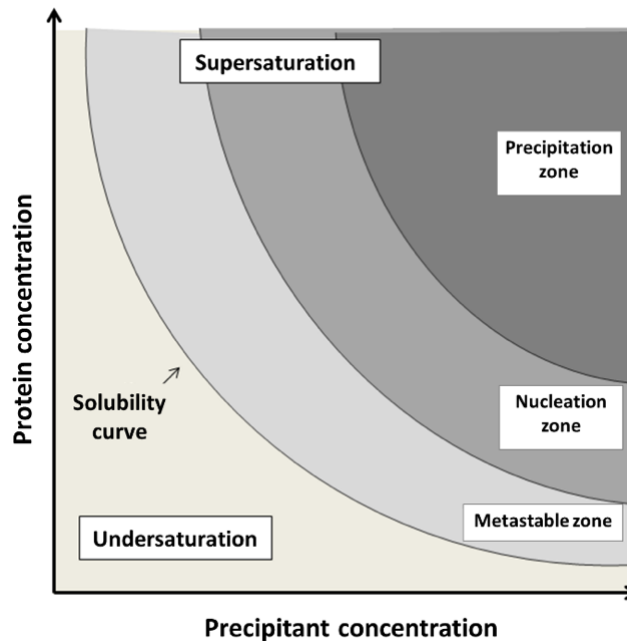 Supersaturation
Precipitation
zone
Protein concentration
Solubility
curve
Nucleation
zone
Metastable zone
Undersaturation
Precipitant concentration